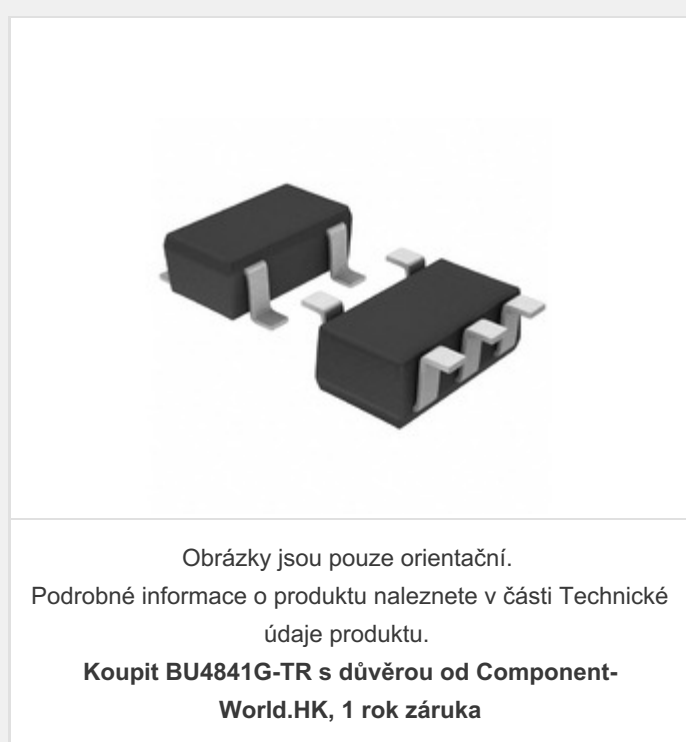 Obrázky jsou pouze orientační.
Podrobné informace o produktu naleznete v části Technické
údaje produktu.
Koupit BU4841G-TR s důvěrou od Component-
World.HK, 1 rok záruka